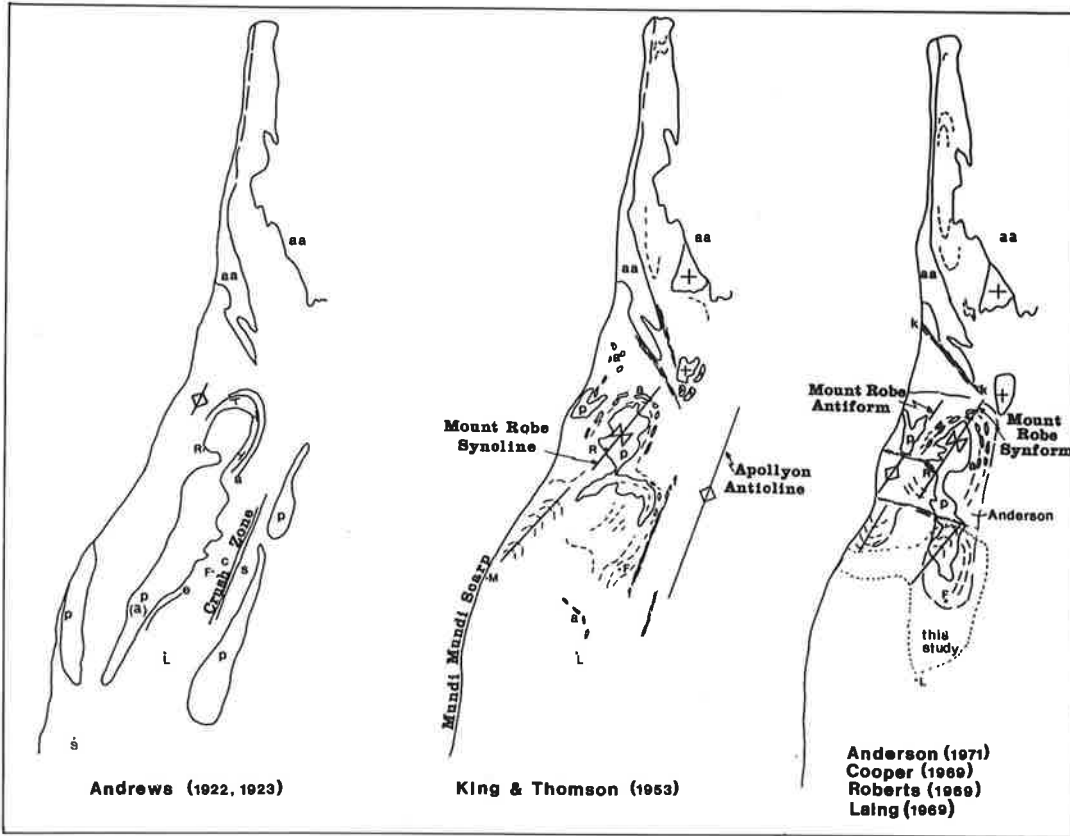 aa
aa
R
a
p
Crush Zone
F
c
s
p
(a)
e
p
p
L
S
Andrews (1922, 1923)
aa
aa
a
p
a
Mount Robe
Synoline
R
p
Apollyon
Antioline
f
F
f
M
Mundi Mundi Scarp
a
L
King & Thomson (1953)
aa
aa
k
k
Mount Robe
Antiform
Mount
Robe
Synform
p
R
a
p
Anderson
F
this
study
L
Anderson (1971)
Cooper (1969)
Roberts (1969)
Laing (1969)